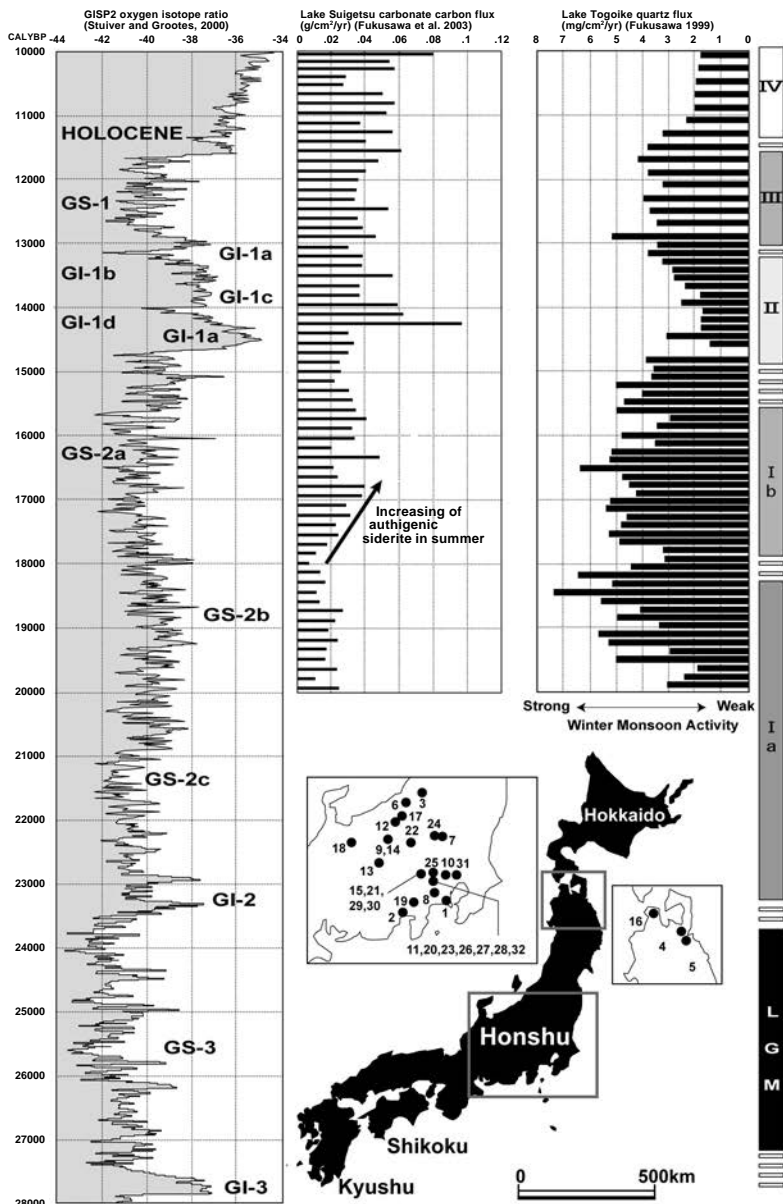 GISP2 oxygen isotope ratio
(Stuiver and Grootes, 2000)
CALYBP -44 -42 -40 -38 -36 -34
Lake Suigetsu carbonate carbon flux
(g/cm²/yr) (Fukusawa et al. 2003)
0 .02 .04 .06 .08 .10 .12
Lake Togoike quartz flux
(mg/cm²/yr) (Fukusawa 1999)
8 7 6 5 4 3 2 1 0
10000
11000
12000
13000
14000
15000
16000
17000
18000
19000
20000
21000
22000
23000
24000
25000
26000
27000
28000
HOLOCENE
GS-1
GI-1a
GI-1b
GI-1c
GI-1d
GI-1a
GS-2a
GS-2b
GS-2c
GI-2
GS-3
GI-3
Increasing of
authigenic
siderite in summer
Strong Weak
Winter Monsoon Activity
IV
III
II
I
b
I
a
L
G
M
6 3
12 17
22 24
18 9,14 7
13 25 10 31
15,21,
29,30
19 8 1
2
11,20,23,26,27,28,32
16
4
5
Hokkaido
Honshu
Shikoku
Kyushu
0 500km